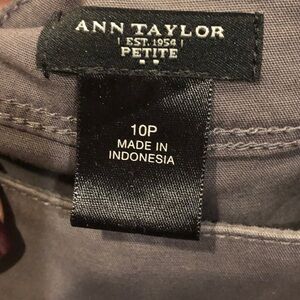 ANN TAYLOR
EST. 1954
PETITE
10P
MADE IN
INDONESIA